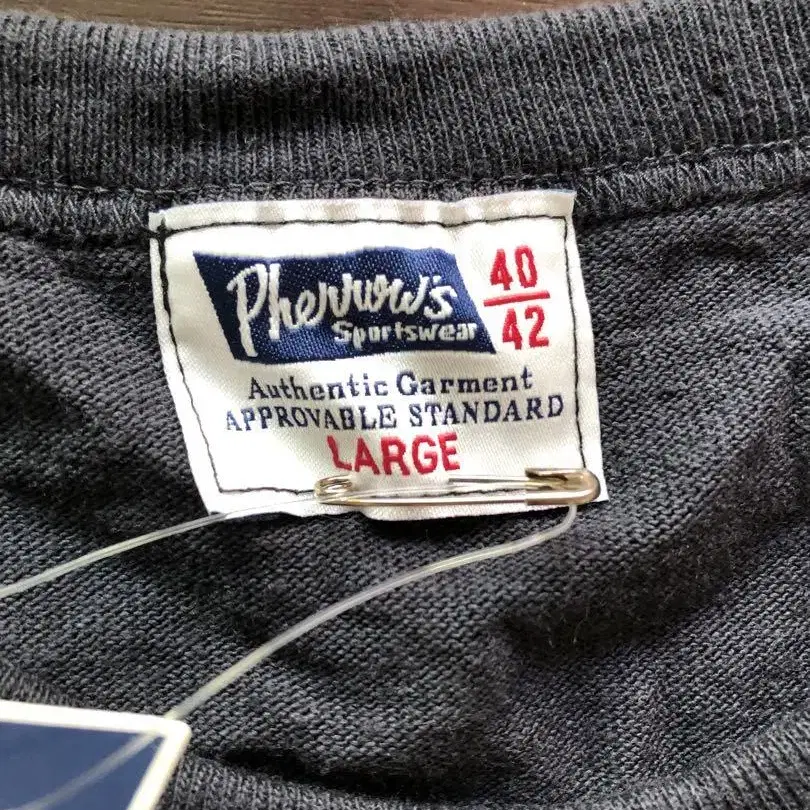 Pherrow's
Sportswear
40
42
Authentic Garment
APPROVABLE STANDARD
LARGE